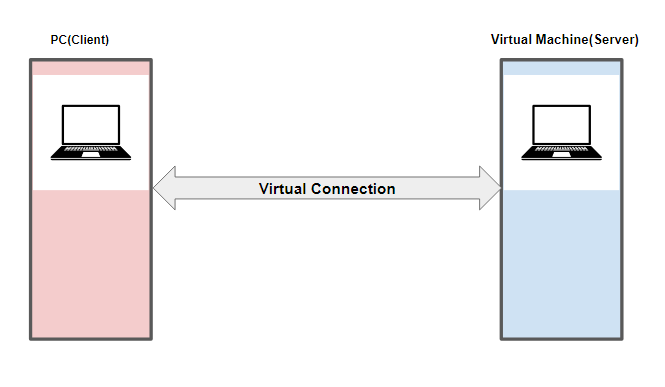 PC(Client)
Virtual Machine(Server)
Virtual Connection